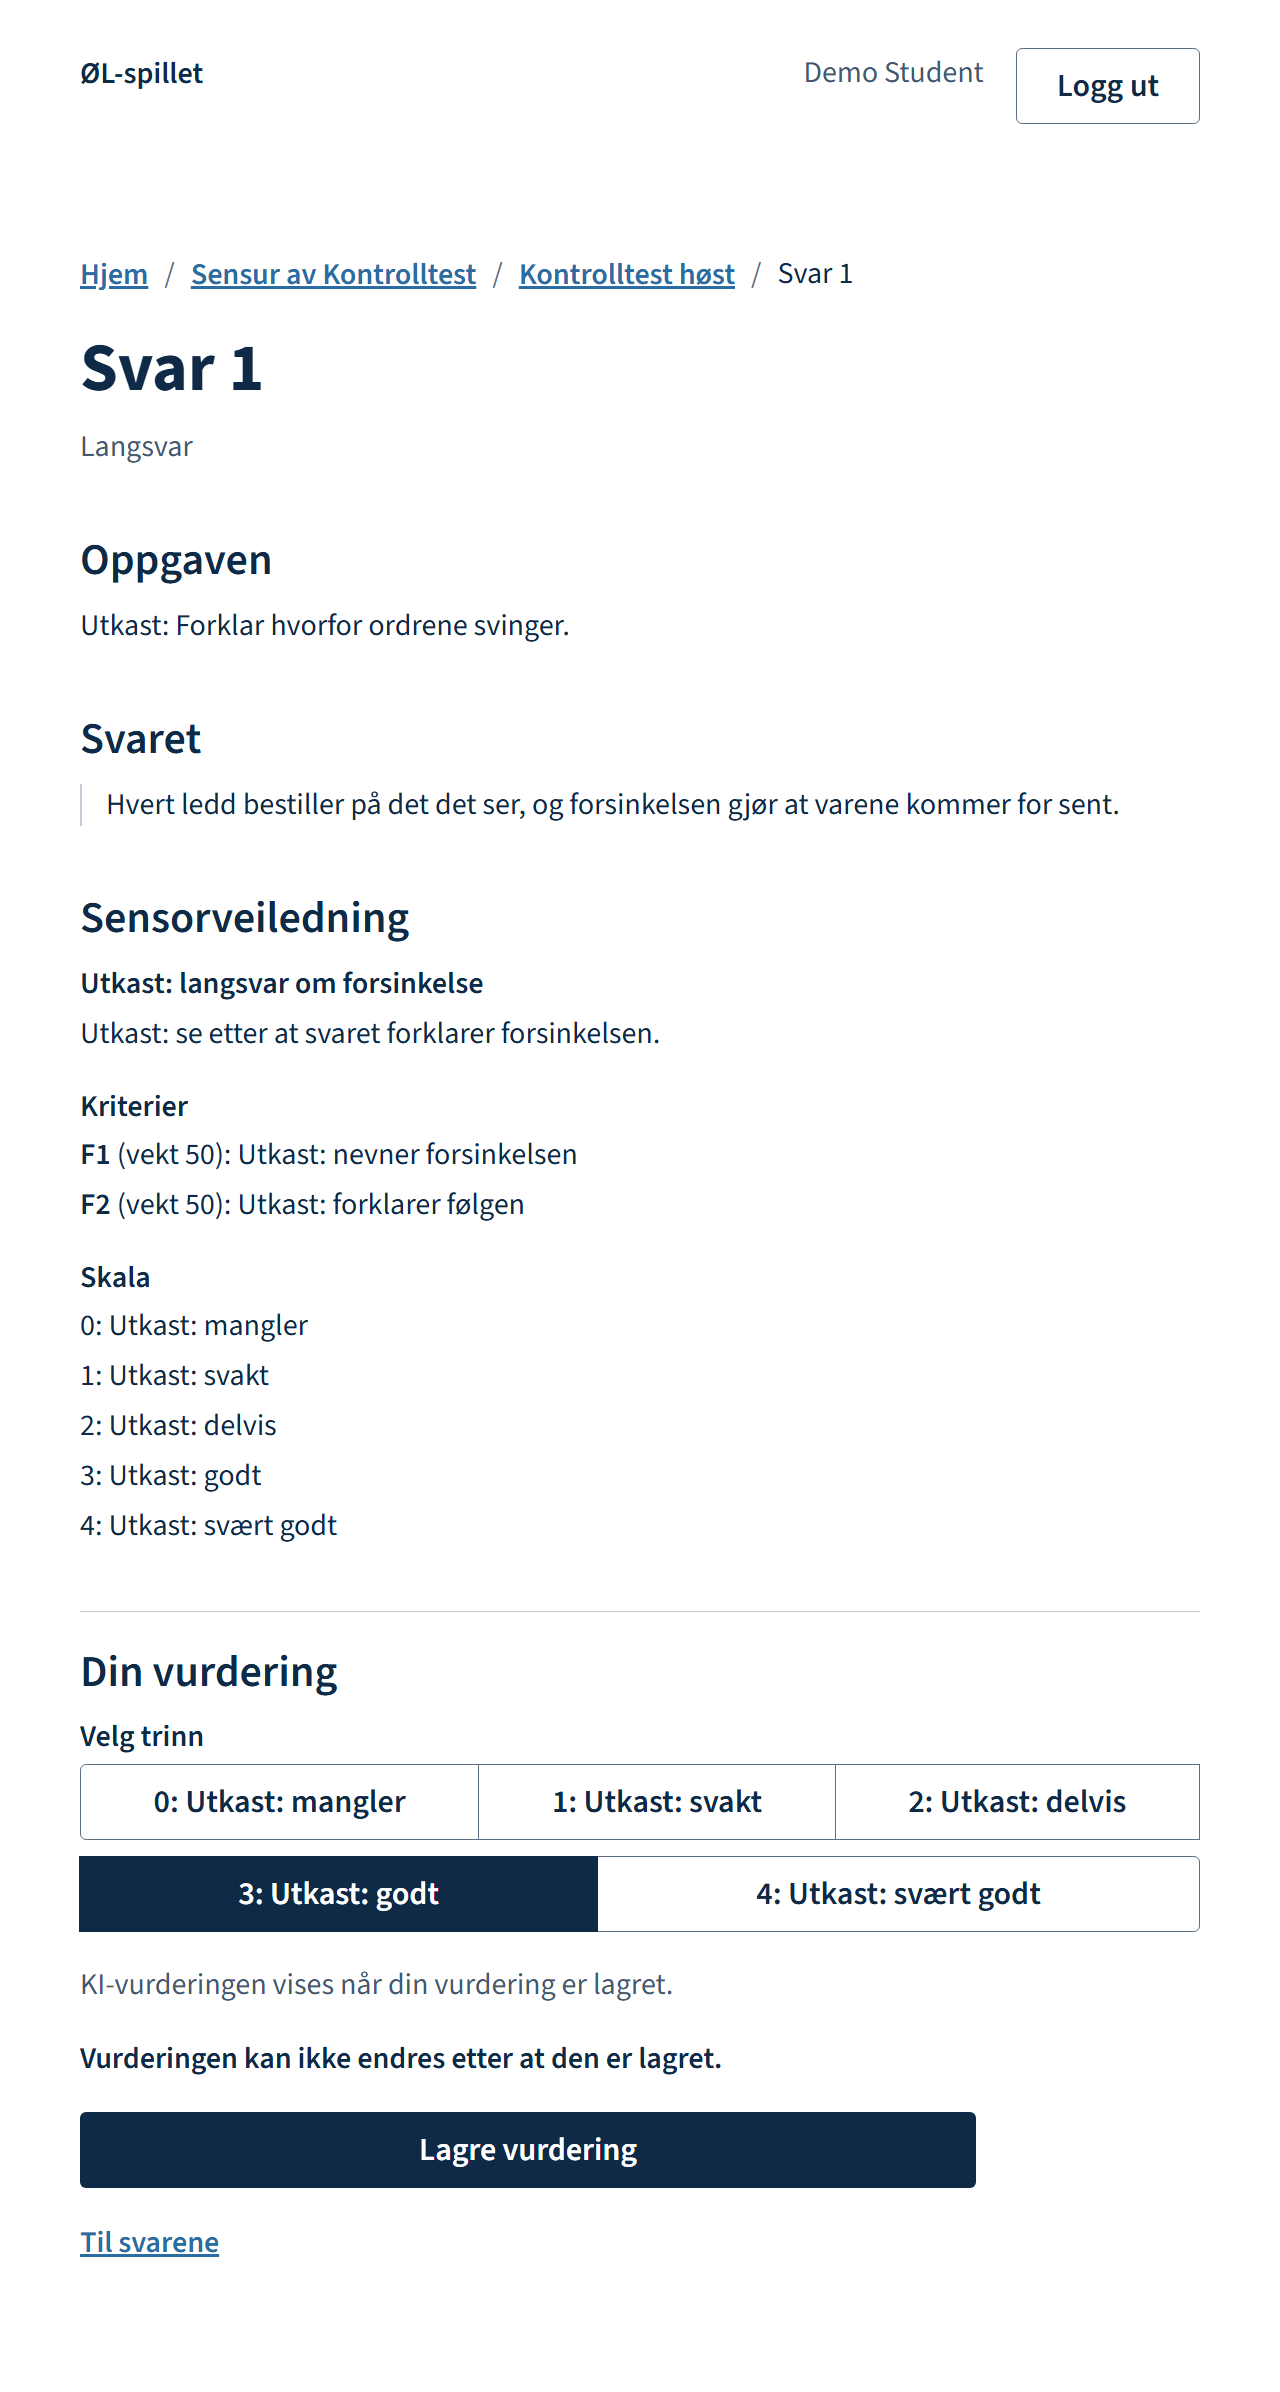 ØL-spillet
Demo Student
Logg ut
Hjem / Sensur av Kontrolltest / Kontrolltest høst / Svar 1
Svar 1
Langsvar
Oppgaven
Utkast: Forklar hvorfor ordrene svinger.
Svaret
Hvert ledd bestiller på det det ser, og forsinkelsen gjør at varene kommer for sent.
Sensorveiledning
Utkast: langsvar om forsinkelse
Utkast: se etter at svaret forklarer forsinkelsen.
Kriterier
F1 (vekt 50): Utkast: nevner forsinkelsen
F2 (vekt 50): Utkast: forklarer følgen
Skala
0: Utkast: mangler
1: Utkast: svakt
2: Utkast: delvis
3: Utkast: godt
4: Utkast: svært godt
Din vurdering
Velg trinn
0: Utkast: mangler
1: Utkast: svakt
2: Utkast: delvis
3: Utkast: godt
4: Utkast: svært godt
KI-vurderingen vises når din vurdering er lagret.
Vurderingen kan ikke endres etter at den er lagret.
Lagre vurdering
Til svarene